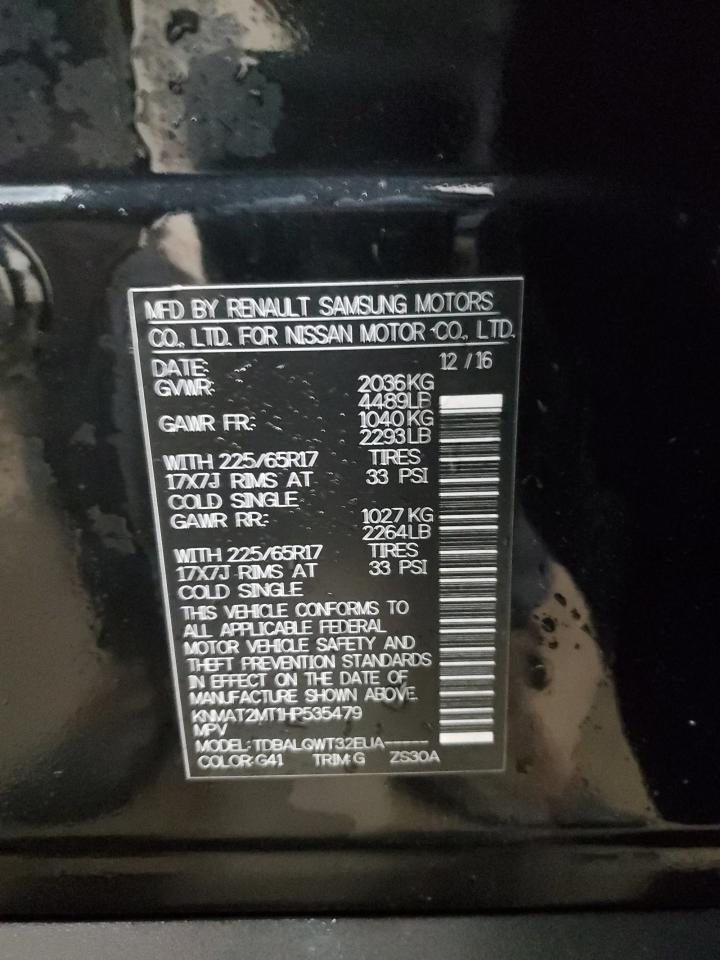 MFD BY RENAULT SAMSUNG MOTORS
CO., LTD. FOR NISSAN MOTOR CO., LTD.
DATE: 12 / 16
GVWR: 2036KG
4489LB
GAWR FR: 1040KG
2293LB
WITH 225/65R17 TIRES
17X7J RIMS AT 33 PSI
COLD SINGLE
GAWR RR: 1027KG
2264LB
WITH 225/65R17 TIRES
17X7J RIMS AT 33 PSI
COLD SINGLE
THIS VEHICLE CONFORMS TO
ALL APPLICABLE FEDERAL
MOTOR VEHICLE SAFETY AND
THEFT PREVENTION STANDARDS
IN EFFECT ON THE DATE OF
MANUFACTURE SHOWN ABOVE.
KNMAT2MT1HP535479
MPV
MODEL: TDBALQWT32EUA------
COLOR: G41 TRIM: G ZS30A